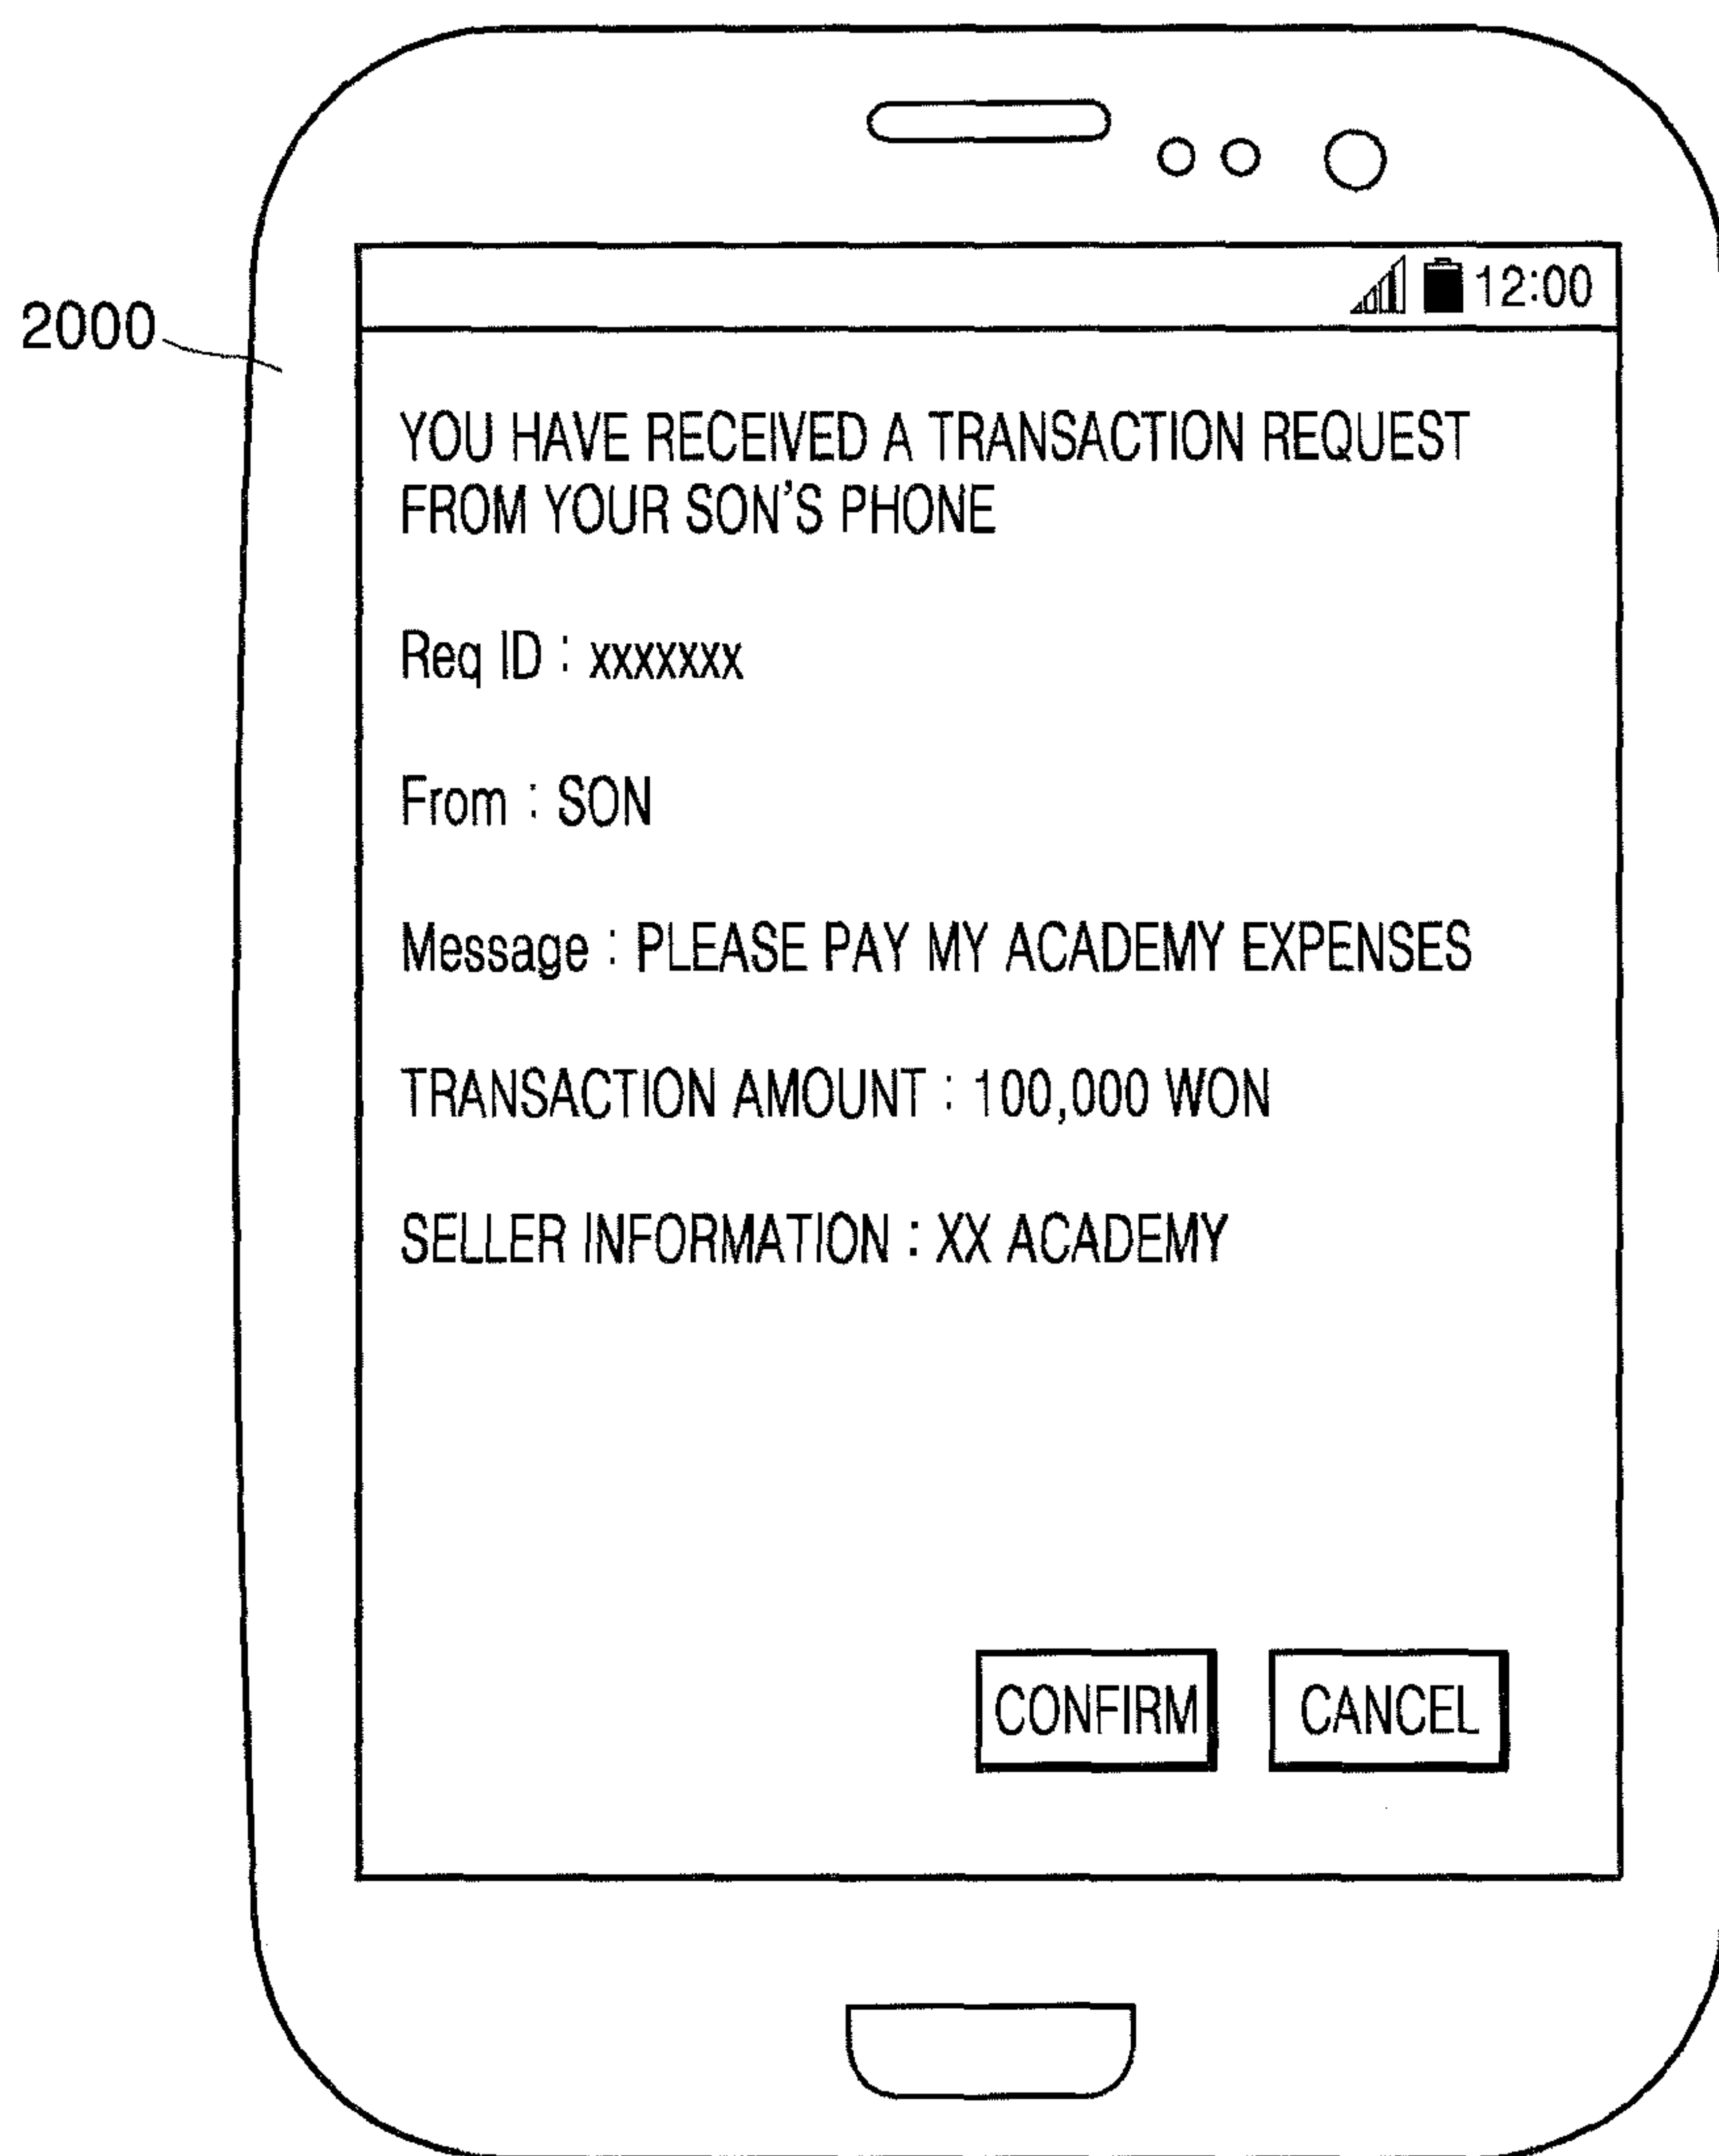 12:00
2000
YOU HAVE RECEIVED A TRANSACTION REQUEST
FROM YOUR SON'S PHONE
Req ID : xxxxxxx
From : SON
Message : PLEASE PAY MY ACADEMY EXPENSES
TRANSACTION AMOUNT : 100,000 WON
SELLER INFORMATION : XX ACADEMY
CONFIRM CANCEL